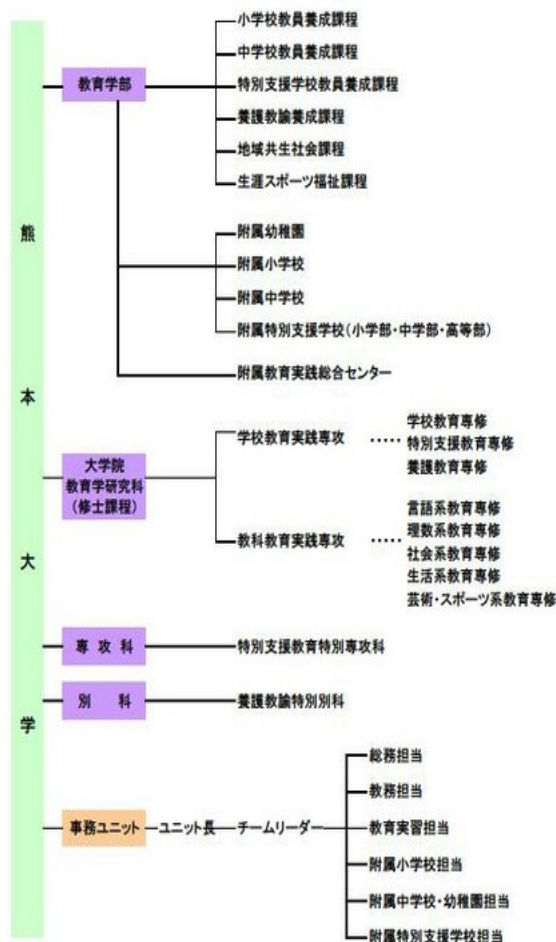 熊本大学
教育学部
小学校教員養成課程
中学校教員養成課程
特別支援学校教員養成課程
養護教諭養成課程
地域共生社会課程
生涯スポーツ福祉課程
附属幼稚園
附属小学校
附属中学校
附属特別支援学校(小学部・中学部・高等部)
附属教育実践総合センター
大学院
教育学研究科
(修士課程)
学校教育実践専攻
学校教育専修
特別支援教育専修
養護教育専修
教科教育実践専攻
言語系教育専修
理数系教育専修
社会系教育専修
生活系教育専修
芸術・スポーツ系教育専修
専攻科
特別支援教育特別専攻科
別科
養護教諭特別別科
事務ユニット
ユニット長
チームリーダー
総務担当
教務担当
教育実習担当
附属小学校担当
附属中学校・幼稚園担当
附属特別支援学校担当